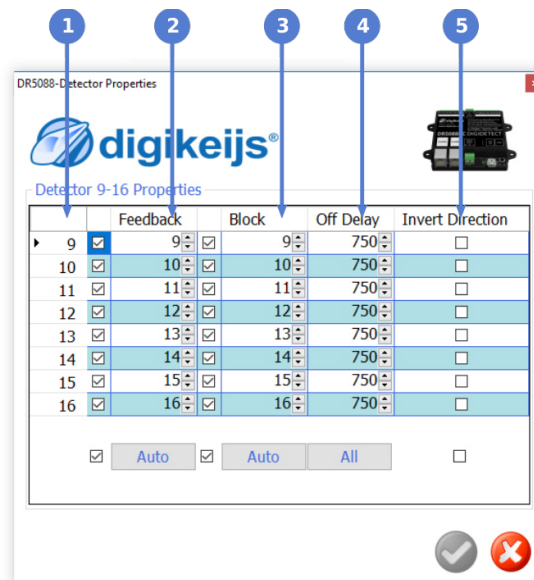 1 2 3 4 5
DR5088-Detector Properties
digikeijs®
Detector 9-16 Properties
Feedback Block Off Delay Invert Direction
9 9 9 750
10 10 10 750
11 11 11 750
12 12 12 750
13 13 13 750
14 14 14 750
15 15 15 750
16 16 16 750
Auto Auto All